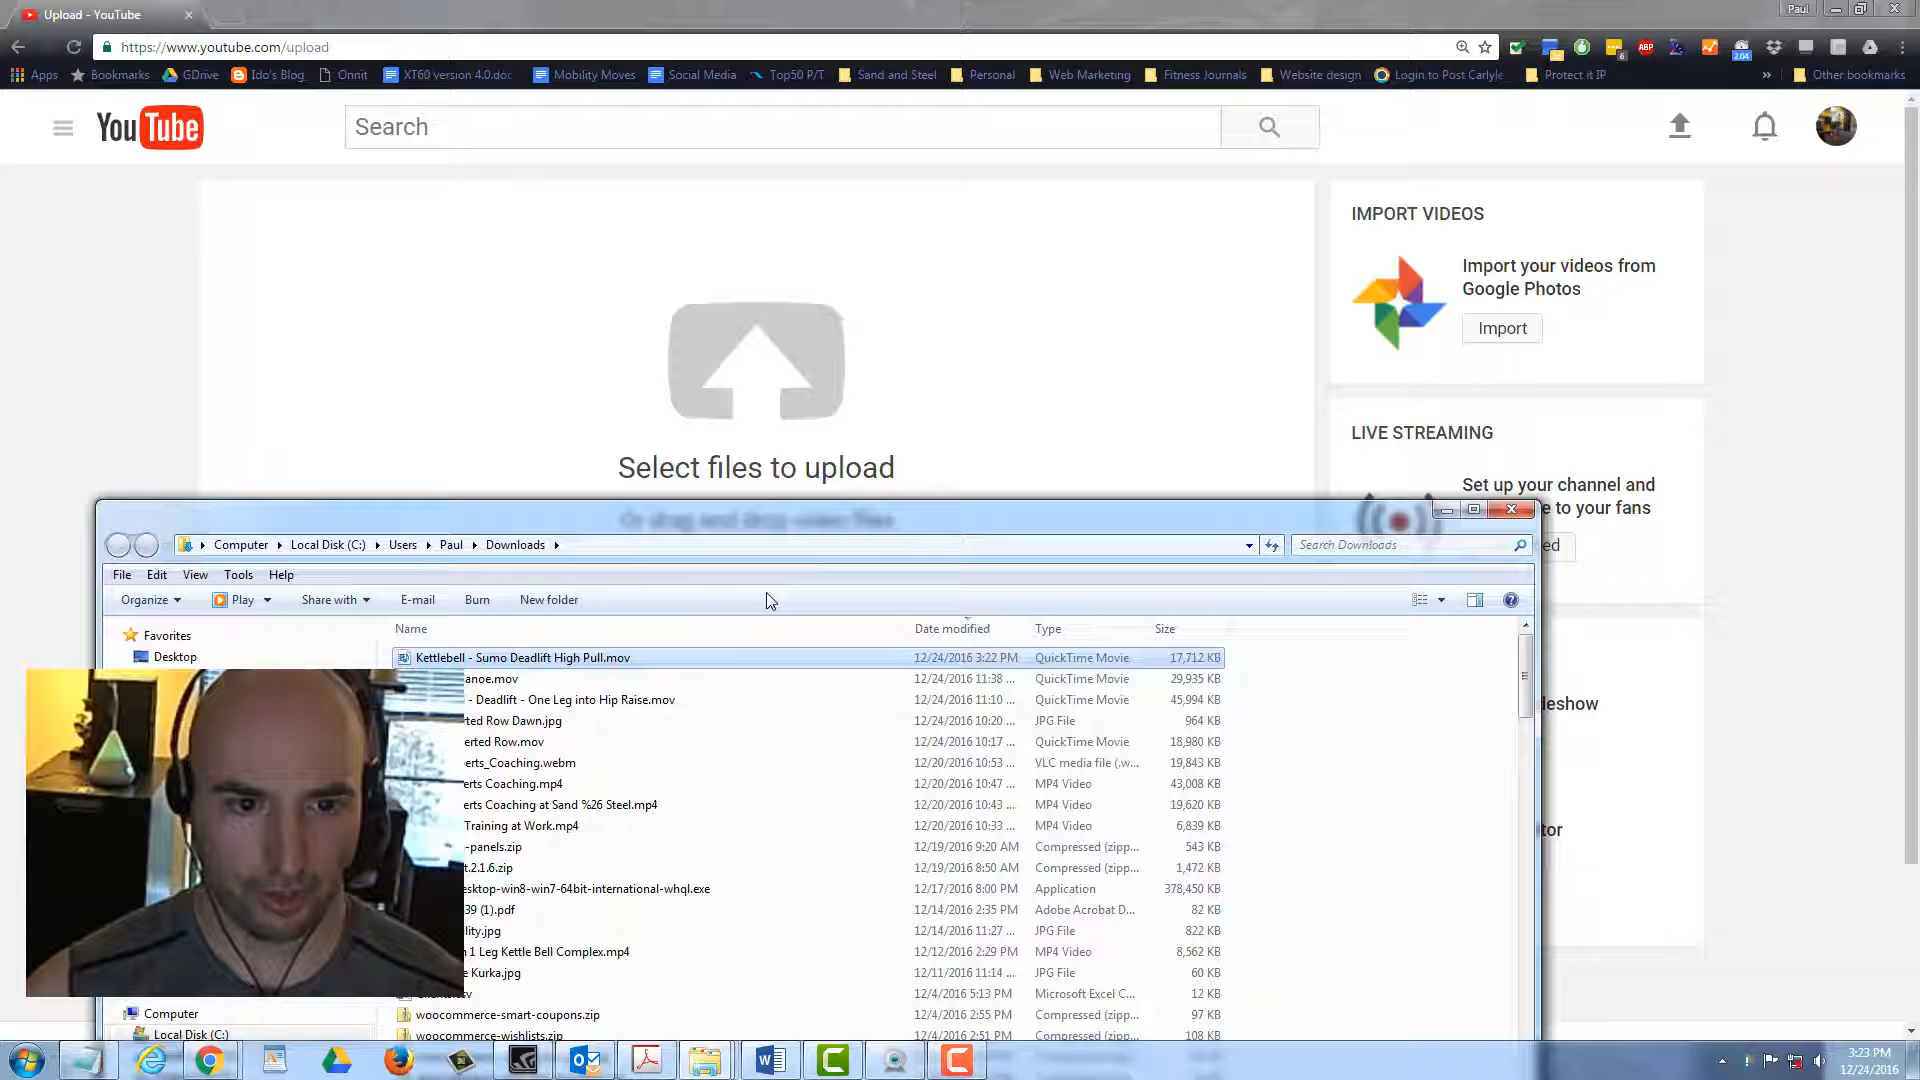 Upload - YouTube
Paul
https://www.youtube.com/upload
ABP
6
2.04
Apps
Bookmarks
GDrive
Ido's Blog
Onnit
XT60 version 4.0.doc
Mobility Moves
Social Media
Top50 P/T
Sand and Steel
Personal
Web Marketing
Fitness Journals
Website design
Login to Post Carlyle
Protect it IP
»
Other bookmarks
YouTube
Search
IMPORT VIDEOS
Import your videos from
Google Photos
Import
Select files to upload
Or drag and drop video files
LIVE STREAMING
Set up your channel and
e to your fans
ed
Computer
Local Disk (C:)
Users
Paul
Downloads
Search Downloads
File
Edit
View
Tools
Help
Organize
Play
Share with
E-mail
Burn
New folder
Name
Date modified
Type
Size
Favorites
Desktop
Kettlebell - Sumo Deadlift High Pull.mov 12/24/2016 3:22 PM QuickTime Movie 17,712 KB
anoe.mov 12/24/2016 11:38 ... QuickTime Movie 29,935 KB
- Deadlift - One Leg into Hip Raise.mov 12/24/2016 11:10 ... QuickTime Movie 45,994 KB
ted Row Dawn.jpg 12/24/2016 10:20 ... JPG File 964 KB
erted Row.mov 12/24/2016 10:17 ... QuickTime Movie 18,980 KB
erts_Coaching.webm 12/20/2016 10:53 ... VLC media file (.w... 19,843 KB
erts Coaching.mp4 12/20/2016 10:47 ... MP4 Video 43,008 KB
erts Coaching at Sand %26 Steel.mp4 12/20/2016 10:43 ... MP4 Video 19,620 KB
Training at Work.mp4 12/20/2016 10:33 ... MP4 Video 6,839 KB
-panels.zip 12/19/2016 9:20 AM Compressed (zipp... 543 KB
t.2.1.6.zip 12/19/2016 8:50 AM Compressed (zipp... 1,472 KB
esktop-win8-win7-64bit-international-whql.exe 12/17/2016 8:00 PM Application 378,450 KB
39 (1).pdf 12/14/2016 2:35 PM Adobe Acrobat D... 82 KB
lity.jpg 12/14/2016 11:27 ... JPG File 822 KB
1 Leg Kettle Bell Complex.mp4 12/12/2016 2:29 PM MP4 Video 8,562 KB
e Kurka.jpg 12/11/2016 11:14 ... JPG File 60 KB
12/4/2016 5:13 PM Microsoft Excel C... 12 KB
woocommerce-smart-coupons.zip 12/4/2016 2:55 PM Compressed (zipp... 97 KB
woocommerce-wishlists.zip 12/4/2016 2:51 PM Compressed (zipp... 108 KB
Computer
Local Disk (C:)
deshow
tor
3:23 PM
12/24/2016